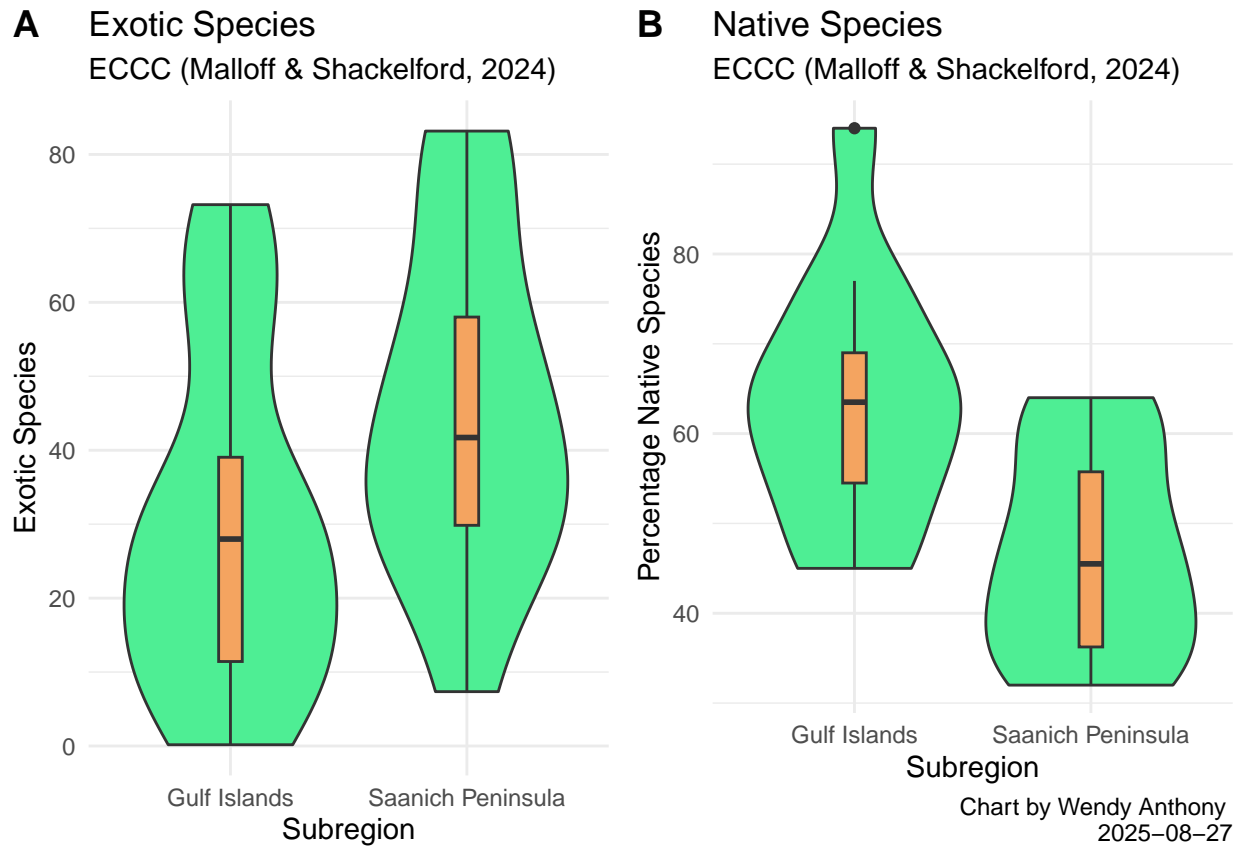 A Exotic Species
ECCC (Malloff & Shackelford, 2024)
Exotic Species
80
60
40
20
0
Gulf Islands Saanich Peninsula
Subregion
B Native Species
ECCC (Malloff & Shackelford, 2024)
Percentage Native Species
80
60
40
Gulf Islands Saanich Peninsula
Subregion
Chart by Wendy Anthony
2025−08−27